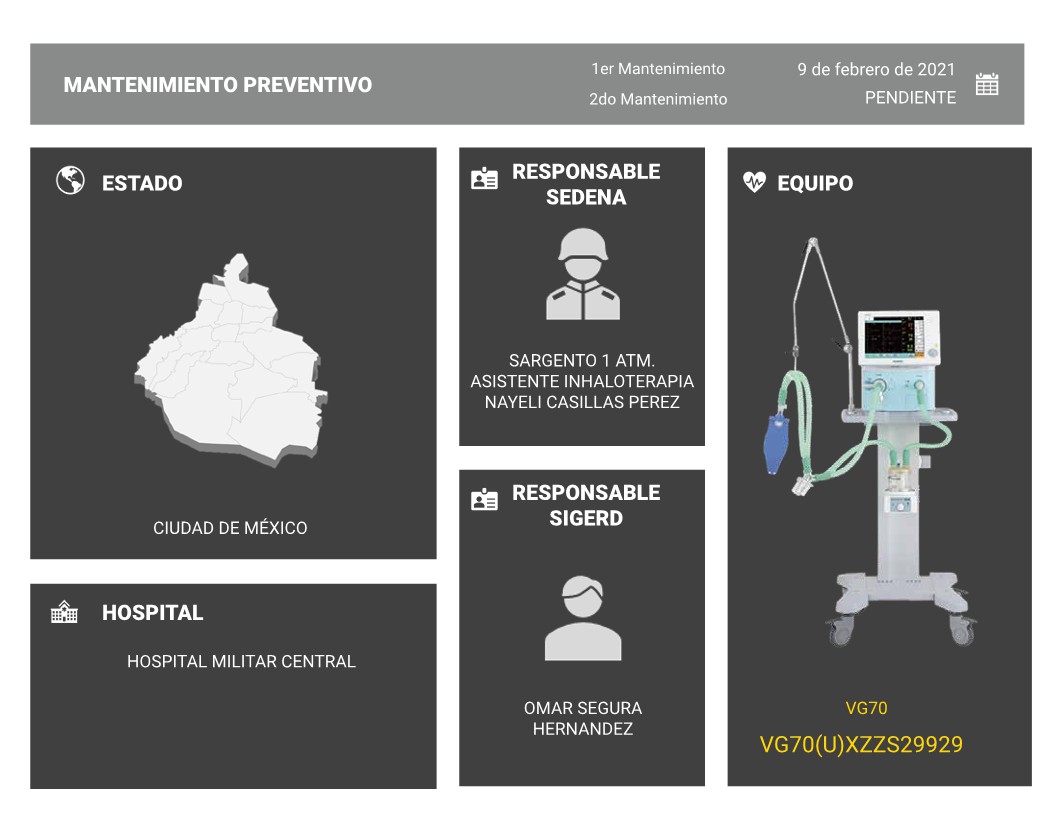 MANTENIMIENTO PREVENTIVO
1er Mantenimiento
9 de febrero de 2021
2do Mantenimiento
PENDIENTE
ESTADO
CIUDAD DE MÉXICO
HOSPITAL
HOSPITAL MILITAR CENTRAL
RESPONSABLE
SEDENA
SARGENTO 1 ATM.
ASISTENTE INHALOTERAPIA
NAYELI CASILLAS PEREZ
RESPONSABLE
SIGERD
OMAR SEGURA
HERNANDEZ
EQUIPO
VG70
VG70(U)XZZS29929